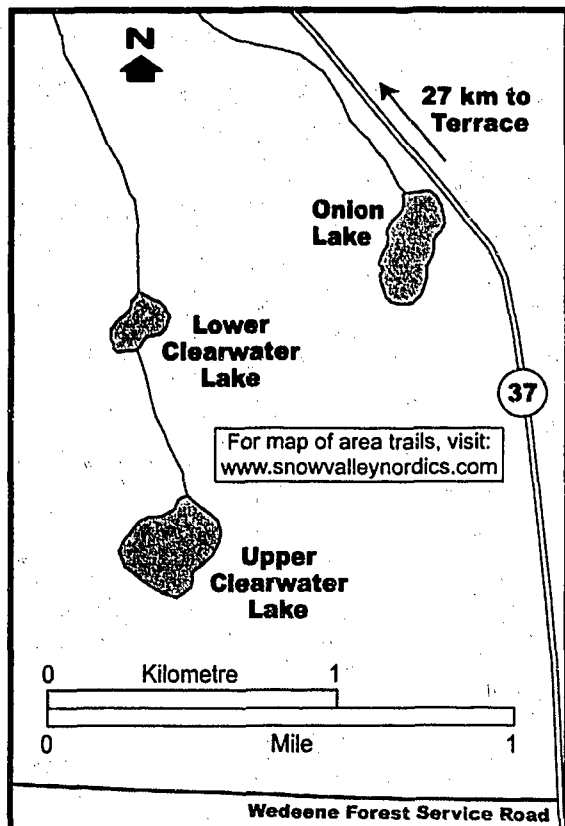 N
27 km to
Terrace
Onion
Lake
Lower
Clearwater
Lake
37
For map of area trails, visit:
www.snowvalleynordics.com
Upper
Clearwater
Lake
0 Kilometre 1
0 Mile 1
Wedeene Forest Service Road